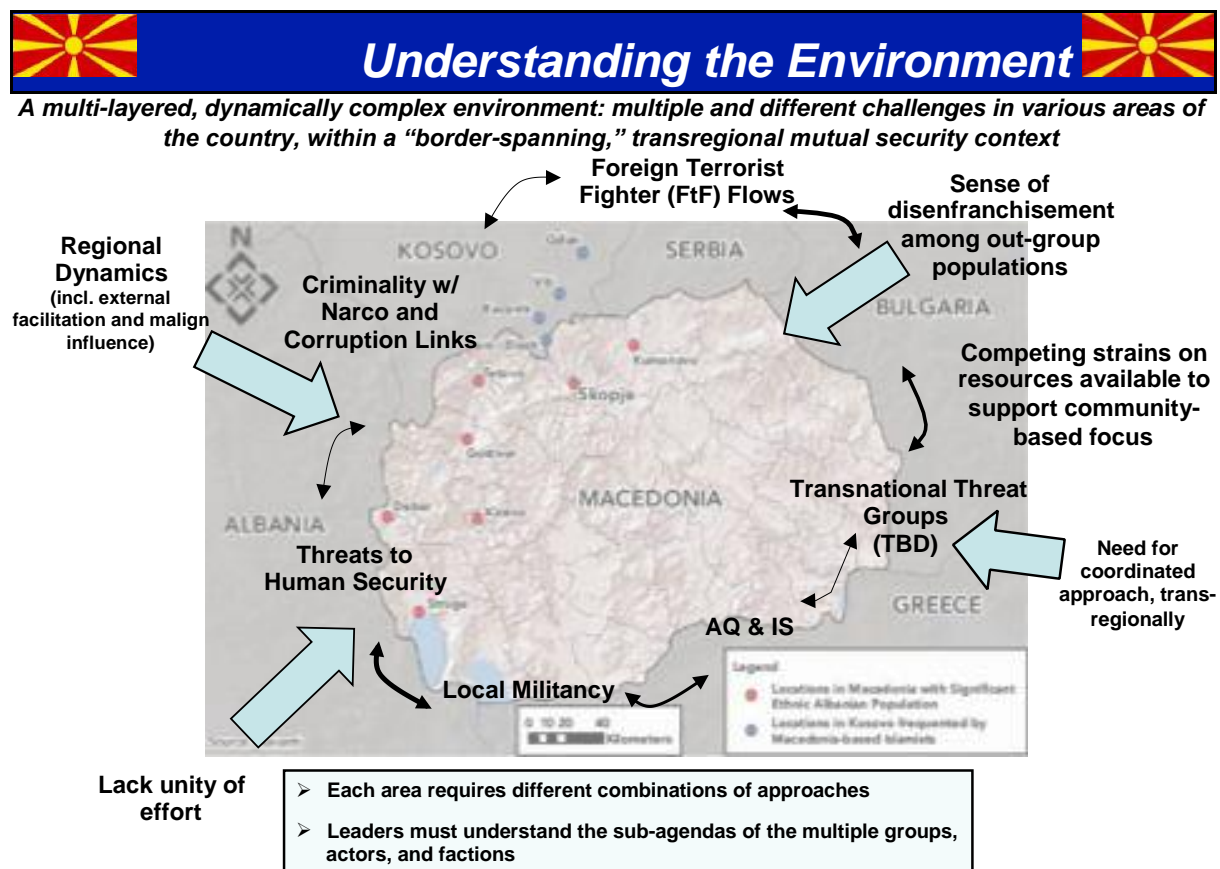 Understanding the Environment
A multi-layered, dynamically complex environment: multiple and different challenges in various areas of
the country, within a “border-spanning,” transregional mutual security context
Foreign Terrorist
Fighter (FtF) Flows
Sense of
disenfranchisement
among out-group
populations
Regional
Dynamics
(incl. external
facilitation and malign
influence)
N
KOSOVO
SERBIA
BULGARIA
Criminality w/
Narco and
Corruption Links
Kumanovo
Tetovo
Skopje
Gostivar
Competing strains on
resources available to
support community-
based focus
MACEDONIA
Transnational Threat
Groups
(TBD)
Debar
Kicevo
ALBANIA
Threats to
Human Security
Need for
coordinated
approach, trans-
regionally
GREECE
Struga
AQ & IS
Local Militancy
Legend
Locations in Macedonia with Significant
Ethnic Albanian Population
Locations in Kosovo frequented by
Macedonia-based Islamists
0 10 20 40
Kilometers
Lack unity of
effort
➢ Each area requires different combinations of approaches
➢ Leaders must understand the sub-agendas of the multiple groups,
actors, and factions